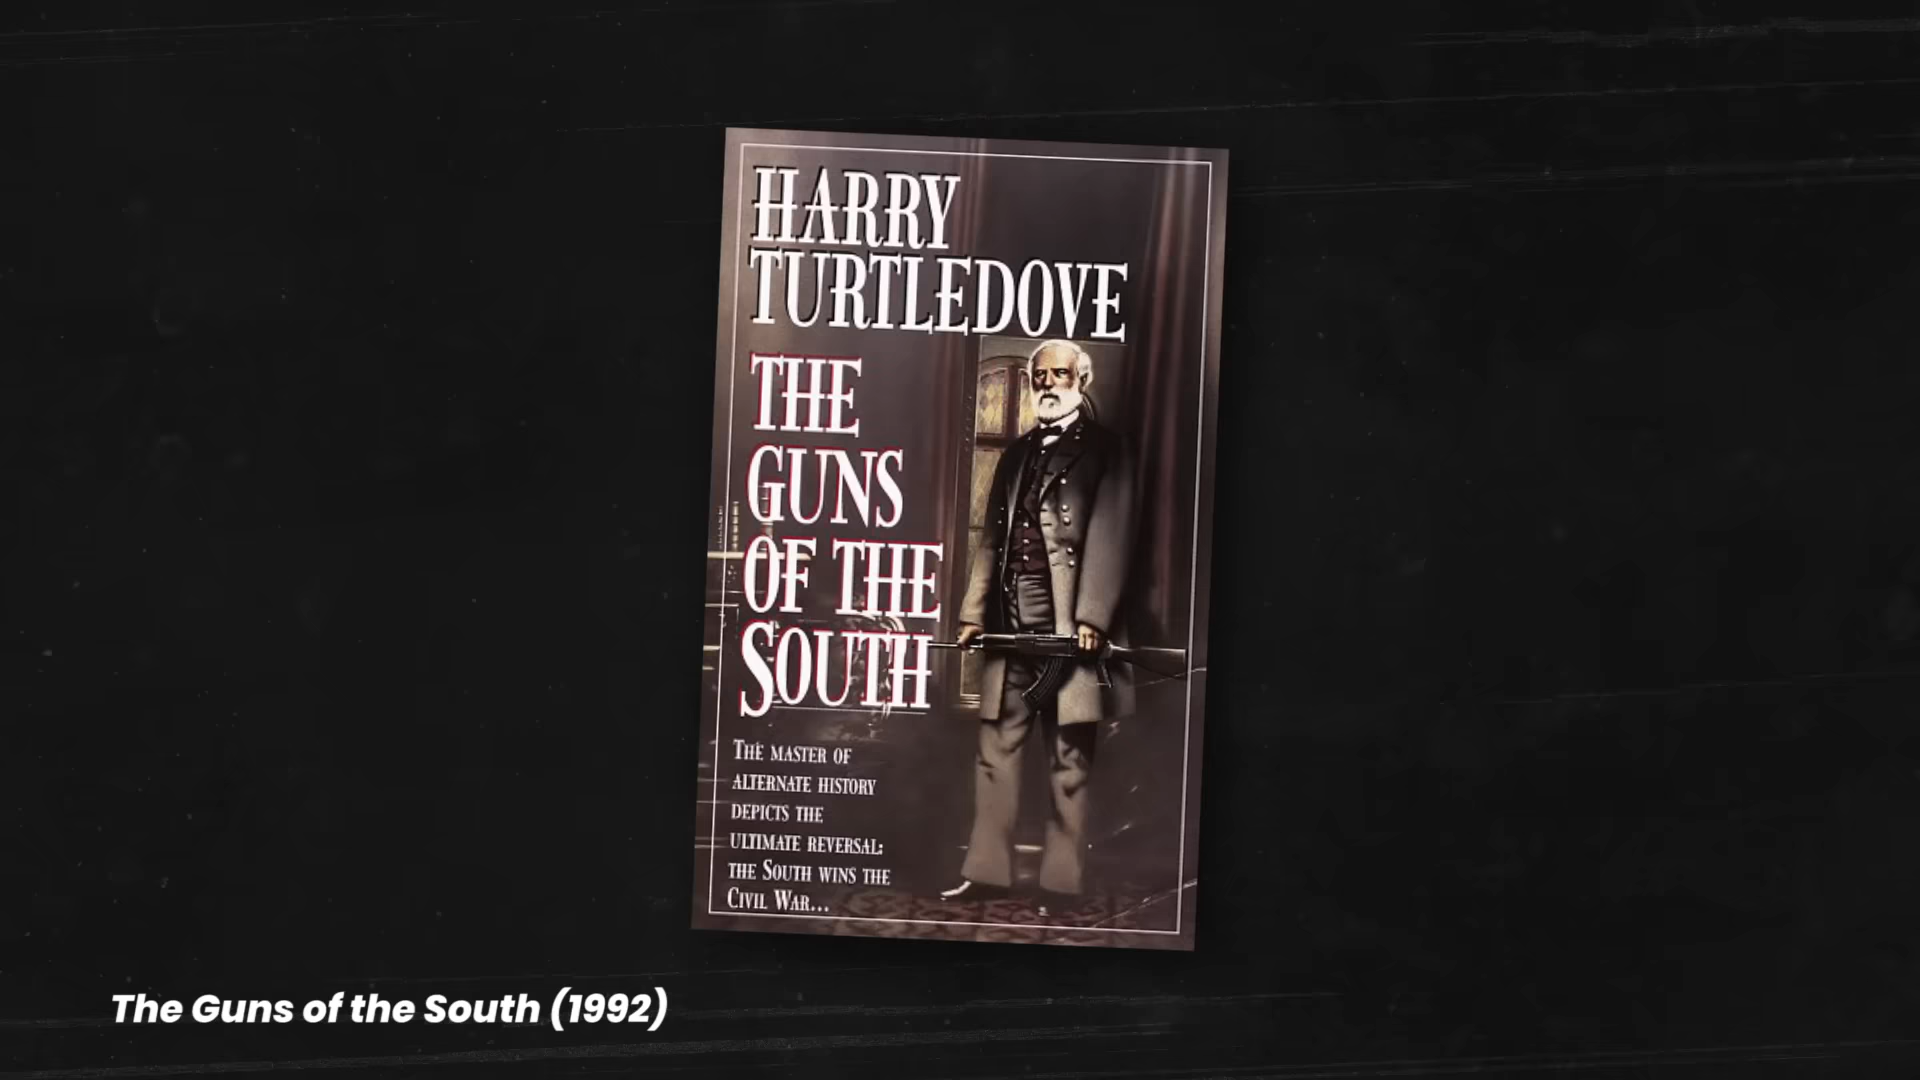 HARRY
TURTLEDOVE
THE
GUNS
OF THE
SOUTH
THE MASTER OF
ALTERNATE HISTORY
DEPICTS THE
ULTIMATE REVERSAL:
THE SOUTH WINS THE
CIVIL WAR...
The Guns of the South (1992)